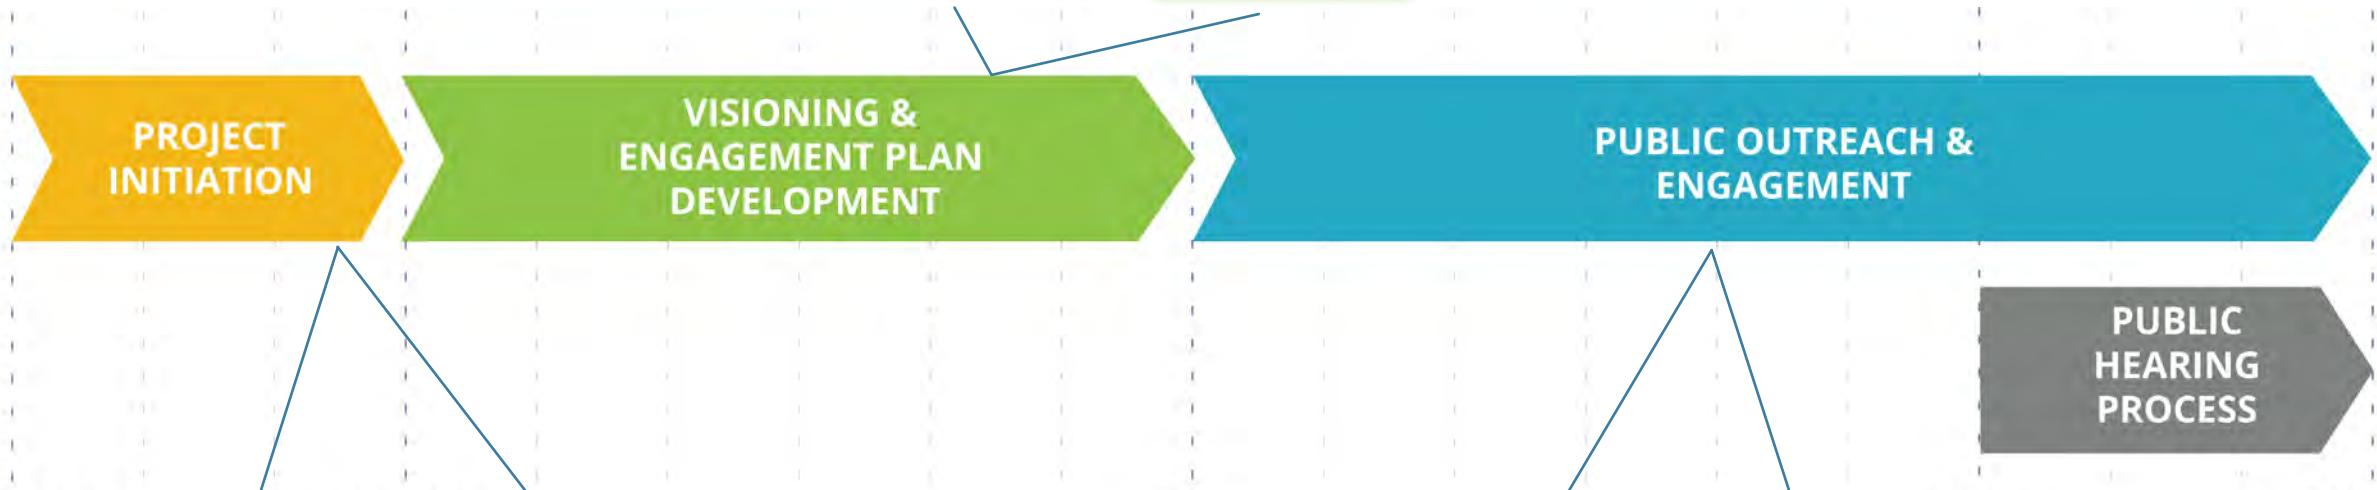 PROJECT
INITIATION
VISIONING &
ENGAGEMENT PLAN
DEVELOPMENT
PUBLIC OUTREACH &
ENGAGEMENT
PUBLIC
HEARING
PROCESS